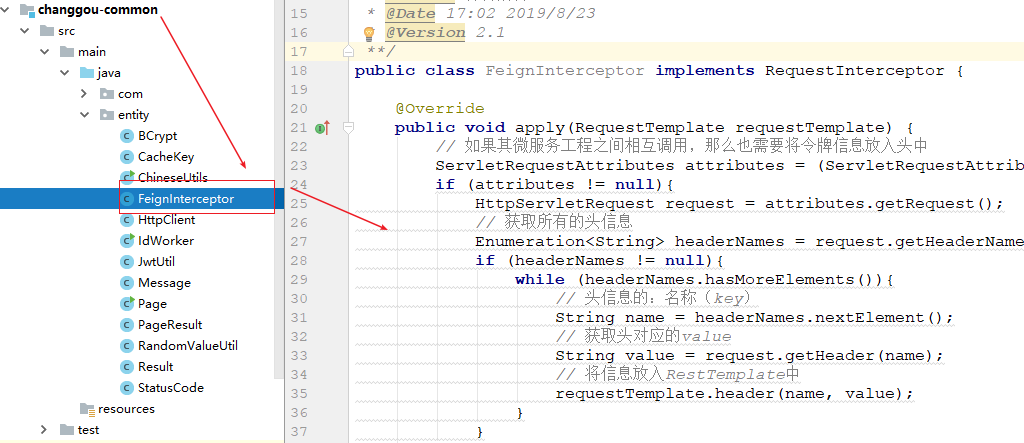 changgou-common
src
main
java
com
entity
BCrypt
CacheKey
ChineseUtils
FeignInterceptor
HttpClient
IdWorker
JwtUtil
Message
Page
PageResult
RandomValueUtil
Result
StatusCode
resources
test
15 * @Date 17:02 2019/8/23
16 * @Version 2.1
17 **/
18 public class FeignInterceptor implements RequestInterceptor {
19
20 @Override
21 public void apply(RequestTemplate requestTemplate) {
22 // 如果其微服务工程之间相互调用，那么也需要将令牌信息放入头中
23 ServletRequestAttributes attributes = (ServletRequestAttrib
24 if (attributes != null){
25 HttpServletRequest request = attributes.getRequest();
26 // 获取所有的头信息
27 Enumeration<String> headerNames = request.getHeaderName
28 if (headerNames != null){
29 while (headerNames.hasMoreElements()){
30 // 头信息的：名称（key）
31 String name = headerNames.nextElement();
32 // 获取头对应的value
33 String value = request.getHeader(name);
34 // 将信息放入RestTemplate中
35 requestTemplate.header(name, value);
36 }
37 }